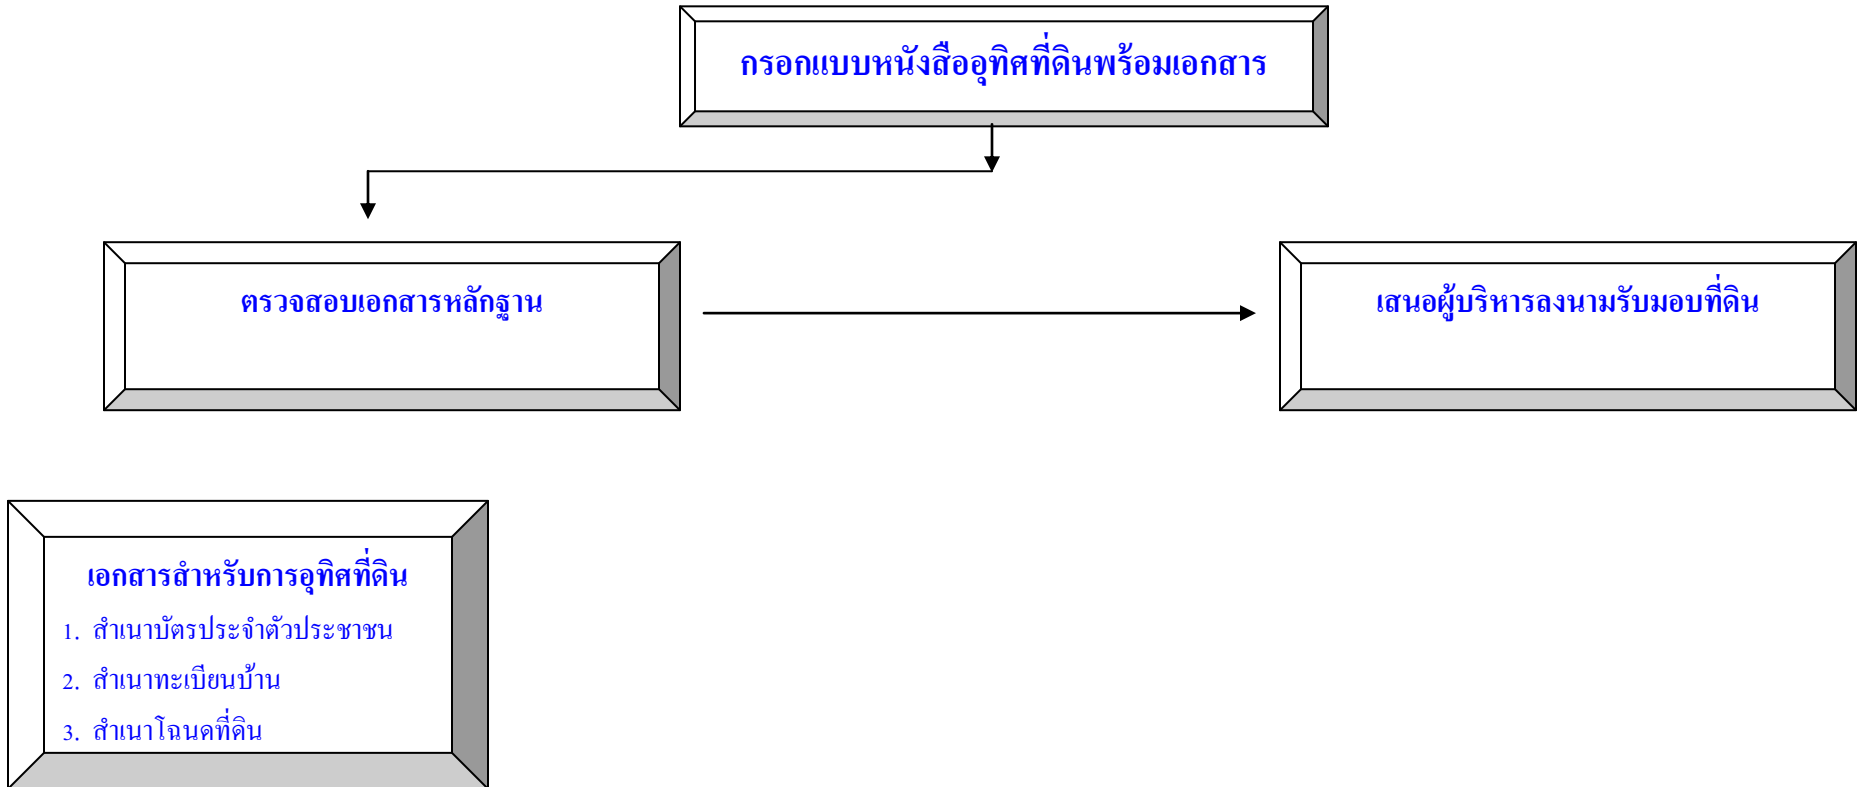 กรอกแบบหนังสืออุทิศที่ดินพร้อมเอกสาร
ตรวจสอบเอกสารหลักฐาน
เสนอผู้บริหารลงนามรับมอบที่ดิน
เอกสารสำหรับการอุทิศที่ดิน
1. สำเนาบัตรประจำตัวประชาชน
2. สำเนาทะเบียนบ้าน
3. สำเนาโฉนดที่ดิน